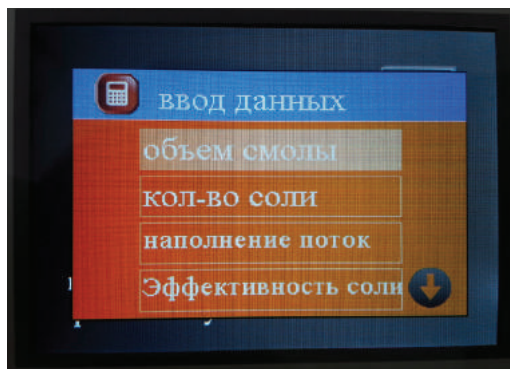 ввод данных
объем смолы
кол-во соли
наполнение поток
Эффективность соли